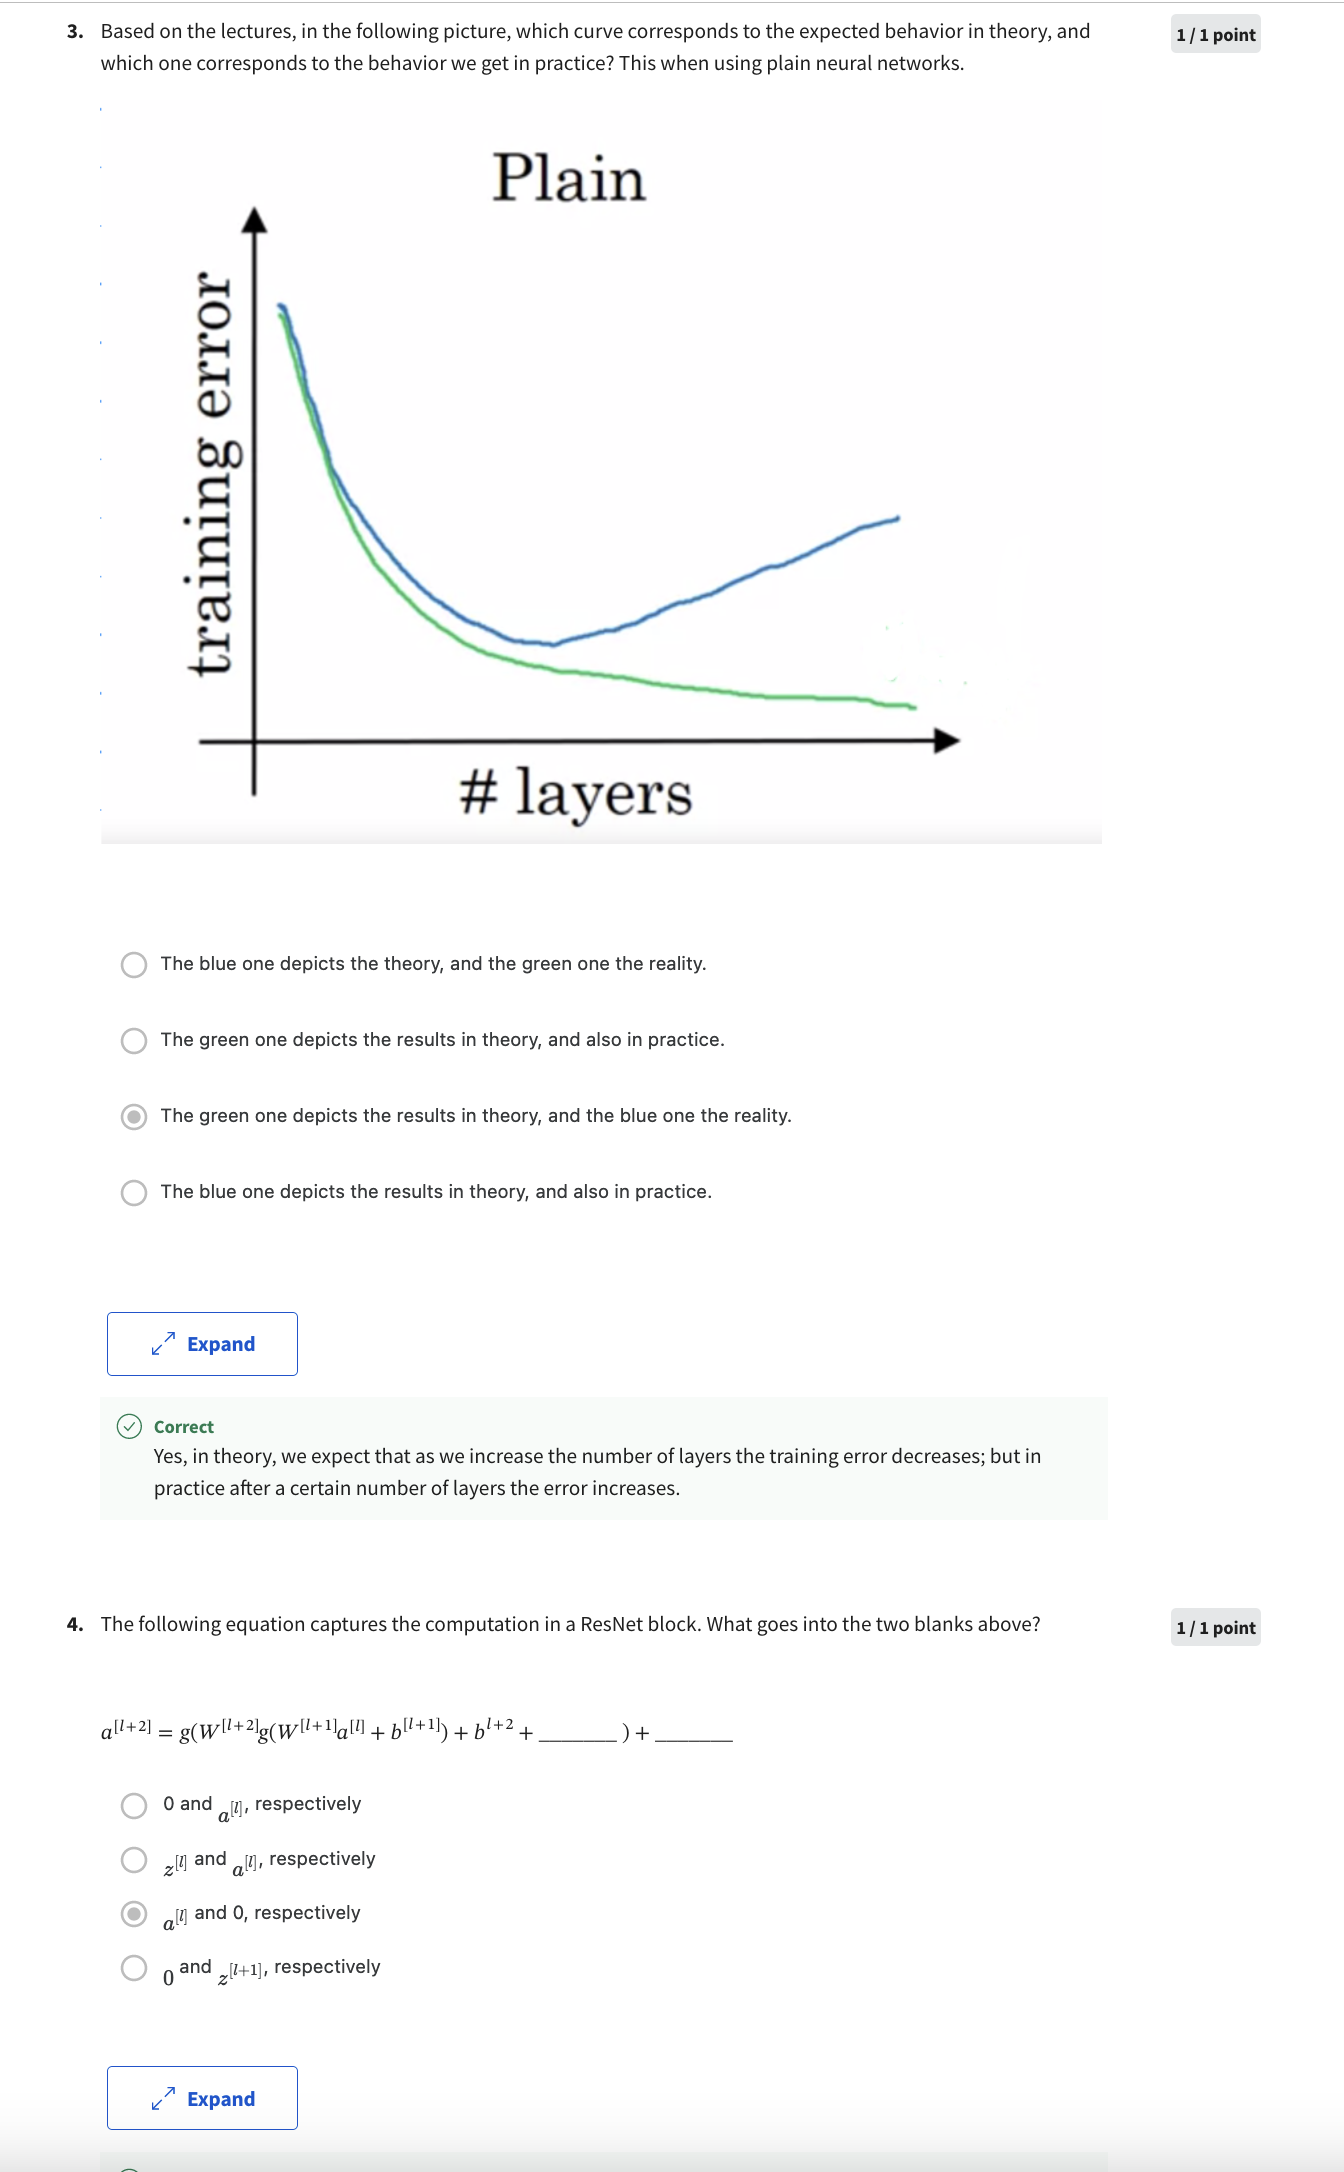 3. Based on the lectures, in the following picture, which curve corresponds to the expected behavior in theory, and
1 / 1 point
which one corresponds to the behavior we get in practice? This when using plain neural networks.
Plain
training error
# layers
The blue one depicts the theory, and the green one the reality.
The green one depicts the results in theory, and also in practice.
The green one depicts the results in theory, and the blue one the reality.
The blue one depicts the results in theory, and also in practice.
Expand
Correct
Yes, in theory, we expect that as we increase the number of layers the training error decreases; but in
practice after a certain number of layers the error increases.
4. The following equation captures the computation in a ResNet block. What goes into the two blanks above?
1 / 1 point
a^{[l+2]} = g(W^{[l+2]}g(W^{[l+1]}a^{[l]} + b^{[l+1]}) + b^{l+2} + _______ ) + _______
0 and a^{[l]}, respectively
z^{[l]} and a^{[l]}, respectively
a^{[l]} and 0, respectively
0 and z^{[l+1]}, respectively
Expand